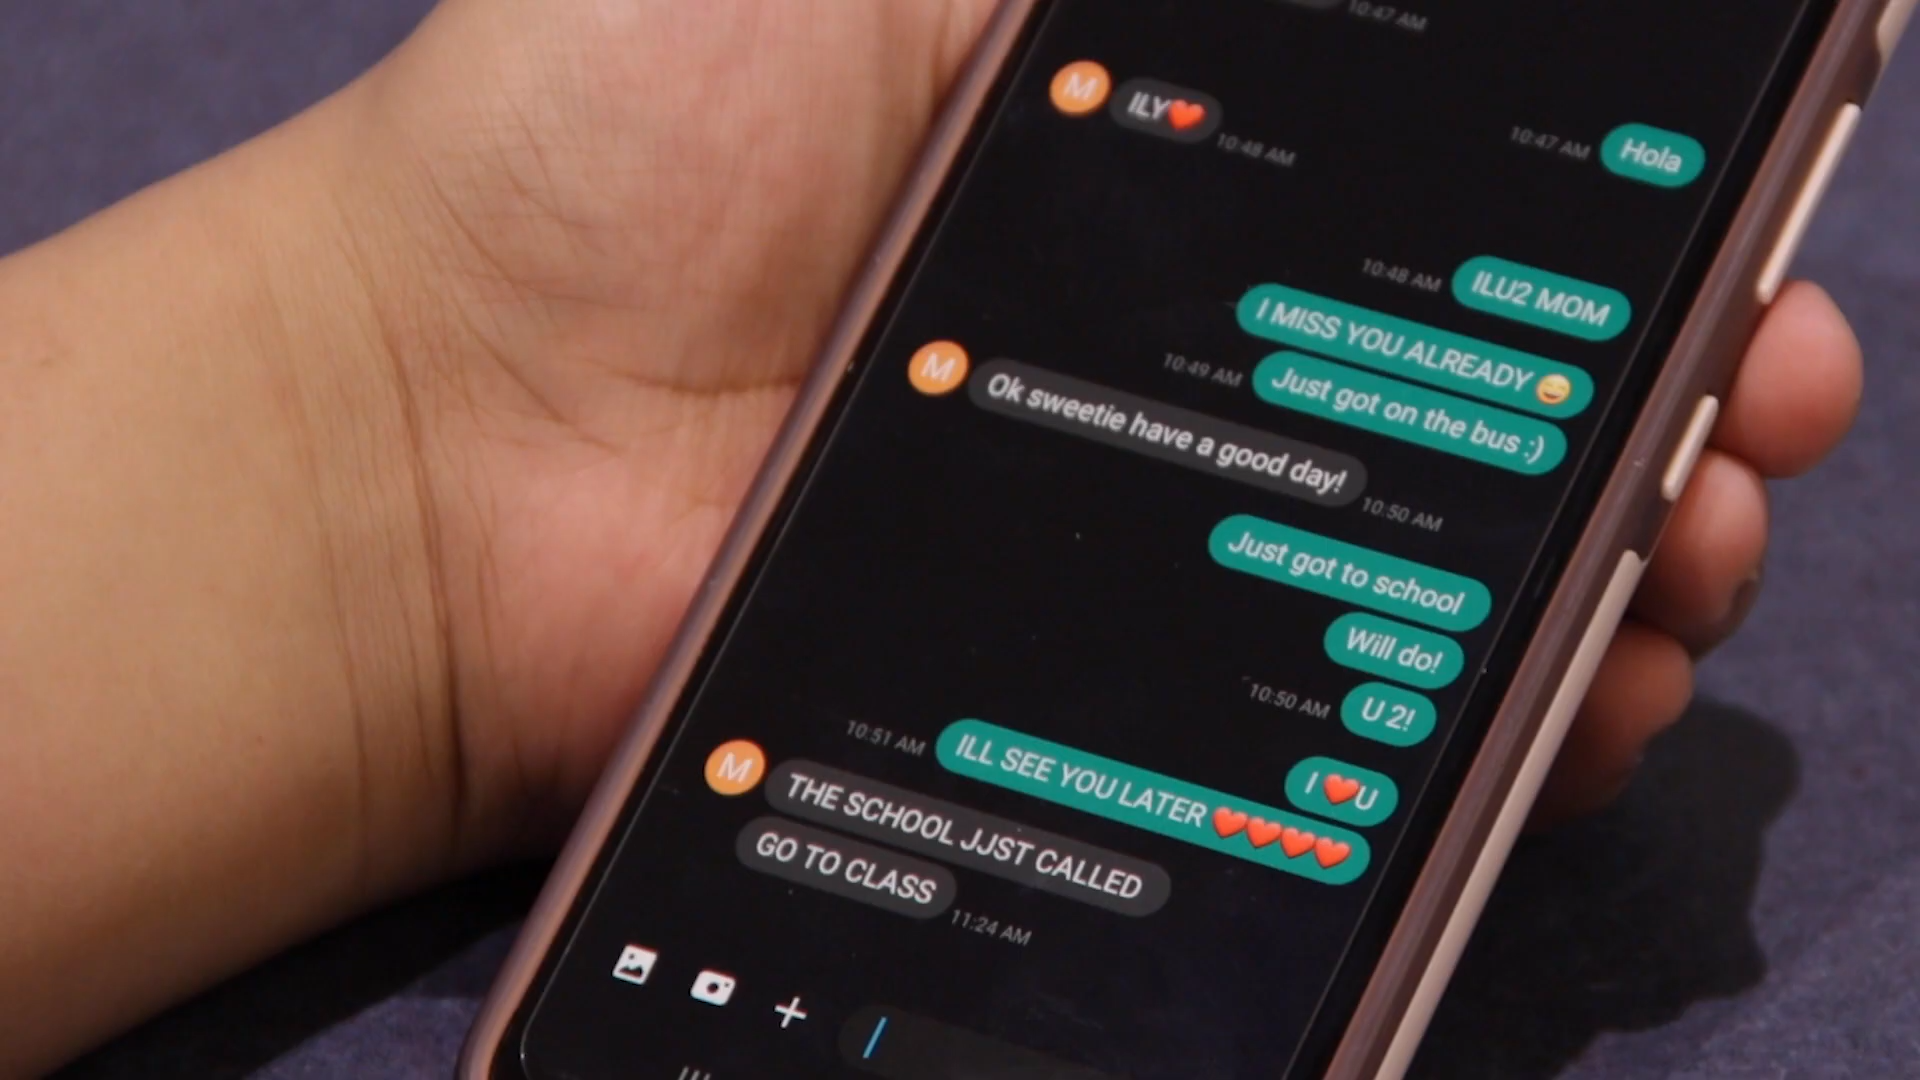 10:47 AM
10:47 AM Hola
M ILY❤️ 10:48 AM
10:48 AM ILU2 MOM
I MISS YOU ALREADY 😅
10:49 AM Just got on the bus :)
M Ok sweetie have a good day! 10:50 AM
Just got to school
Will do!
10:50 AM U 2!
I ❤️U
10:51 AM ILL SEE YOU LATER ❤️❤️❤️❤️
M THE SCHOOL JJST CALLED
GO TO CLASS 11:24 AM